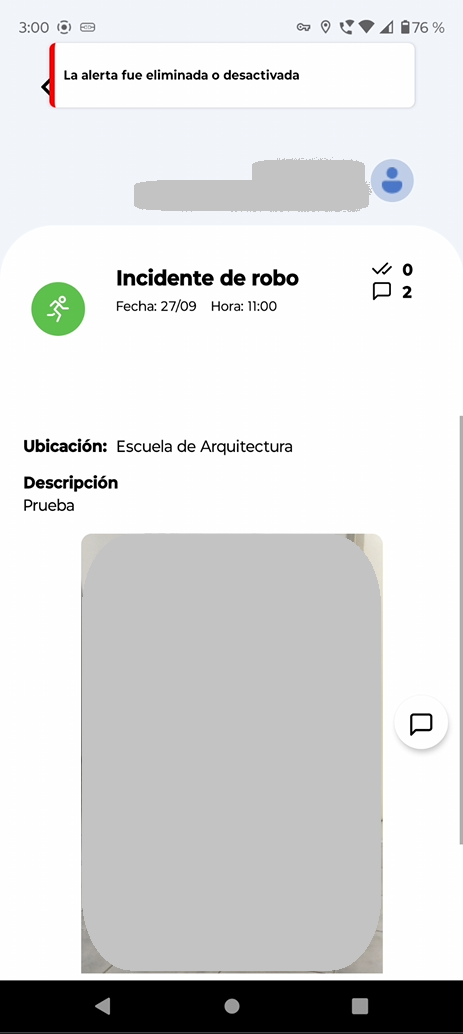 3:00 76 %
La alerta fue eliminada o desactivada
Incidente de robo
0
Fecha: 27/09 Hora: 11:00
2
Ubicación: Escuela de Arquitectura
Descripción
Prueba